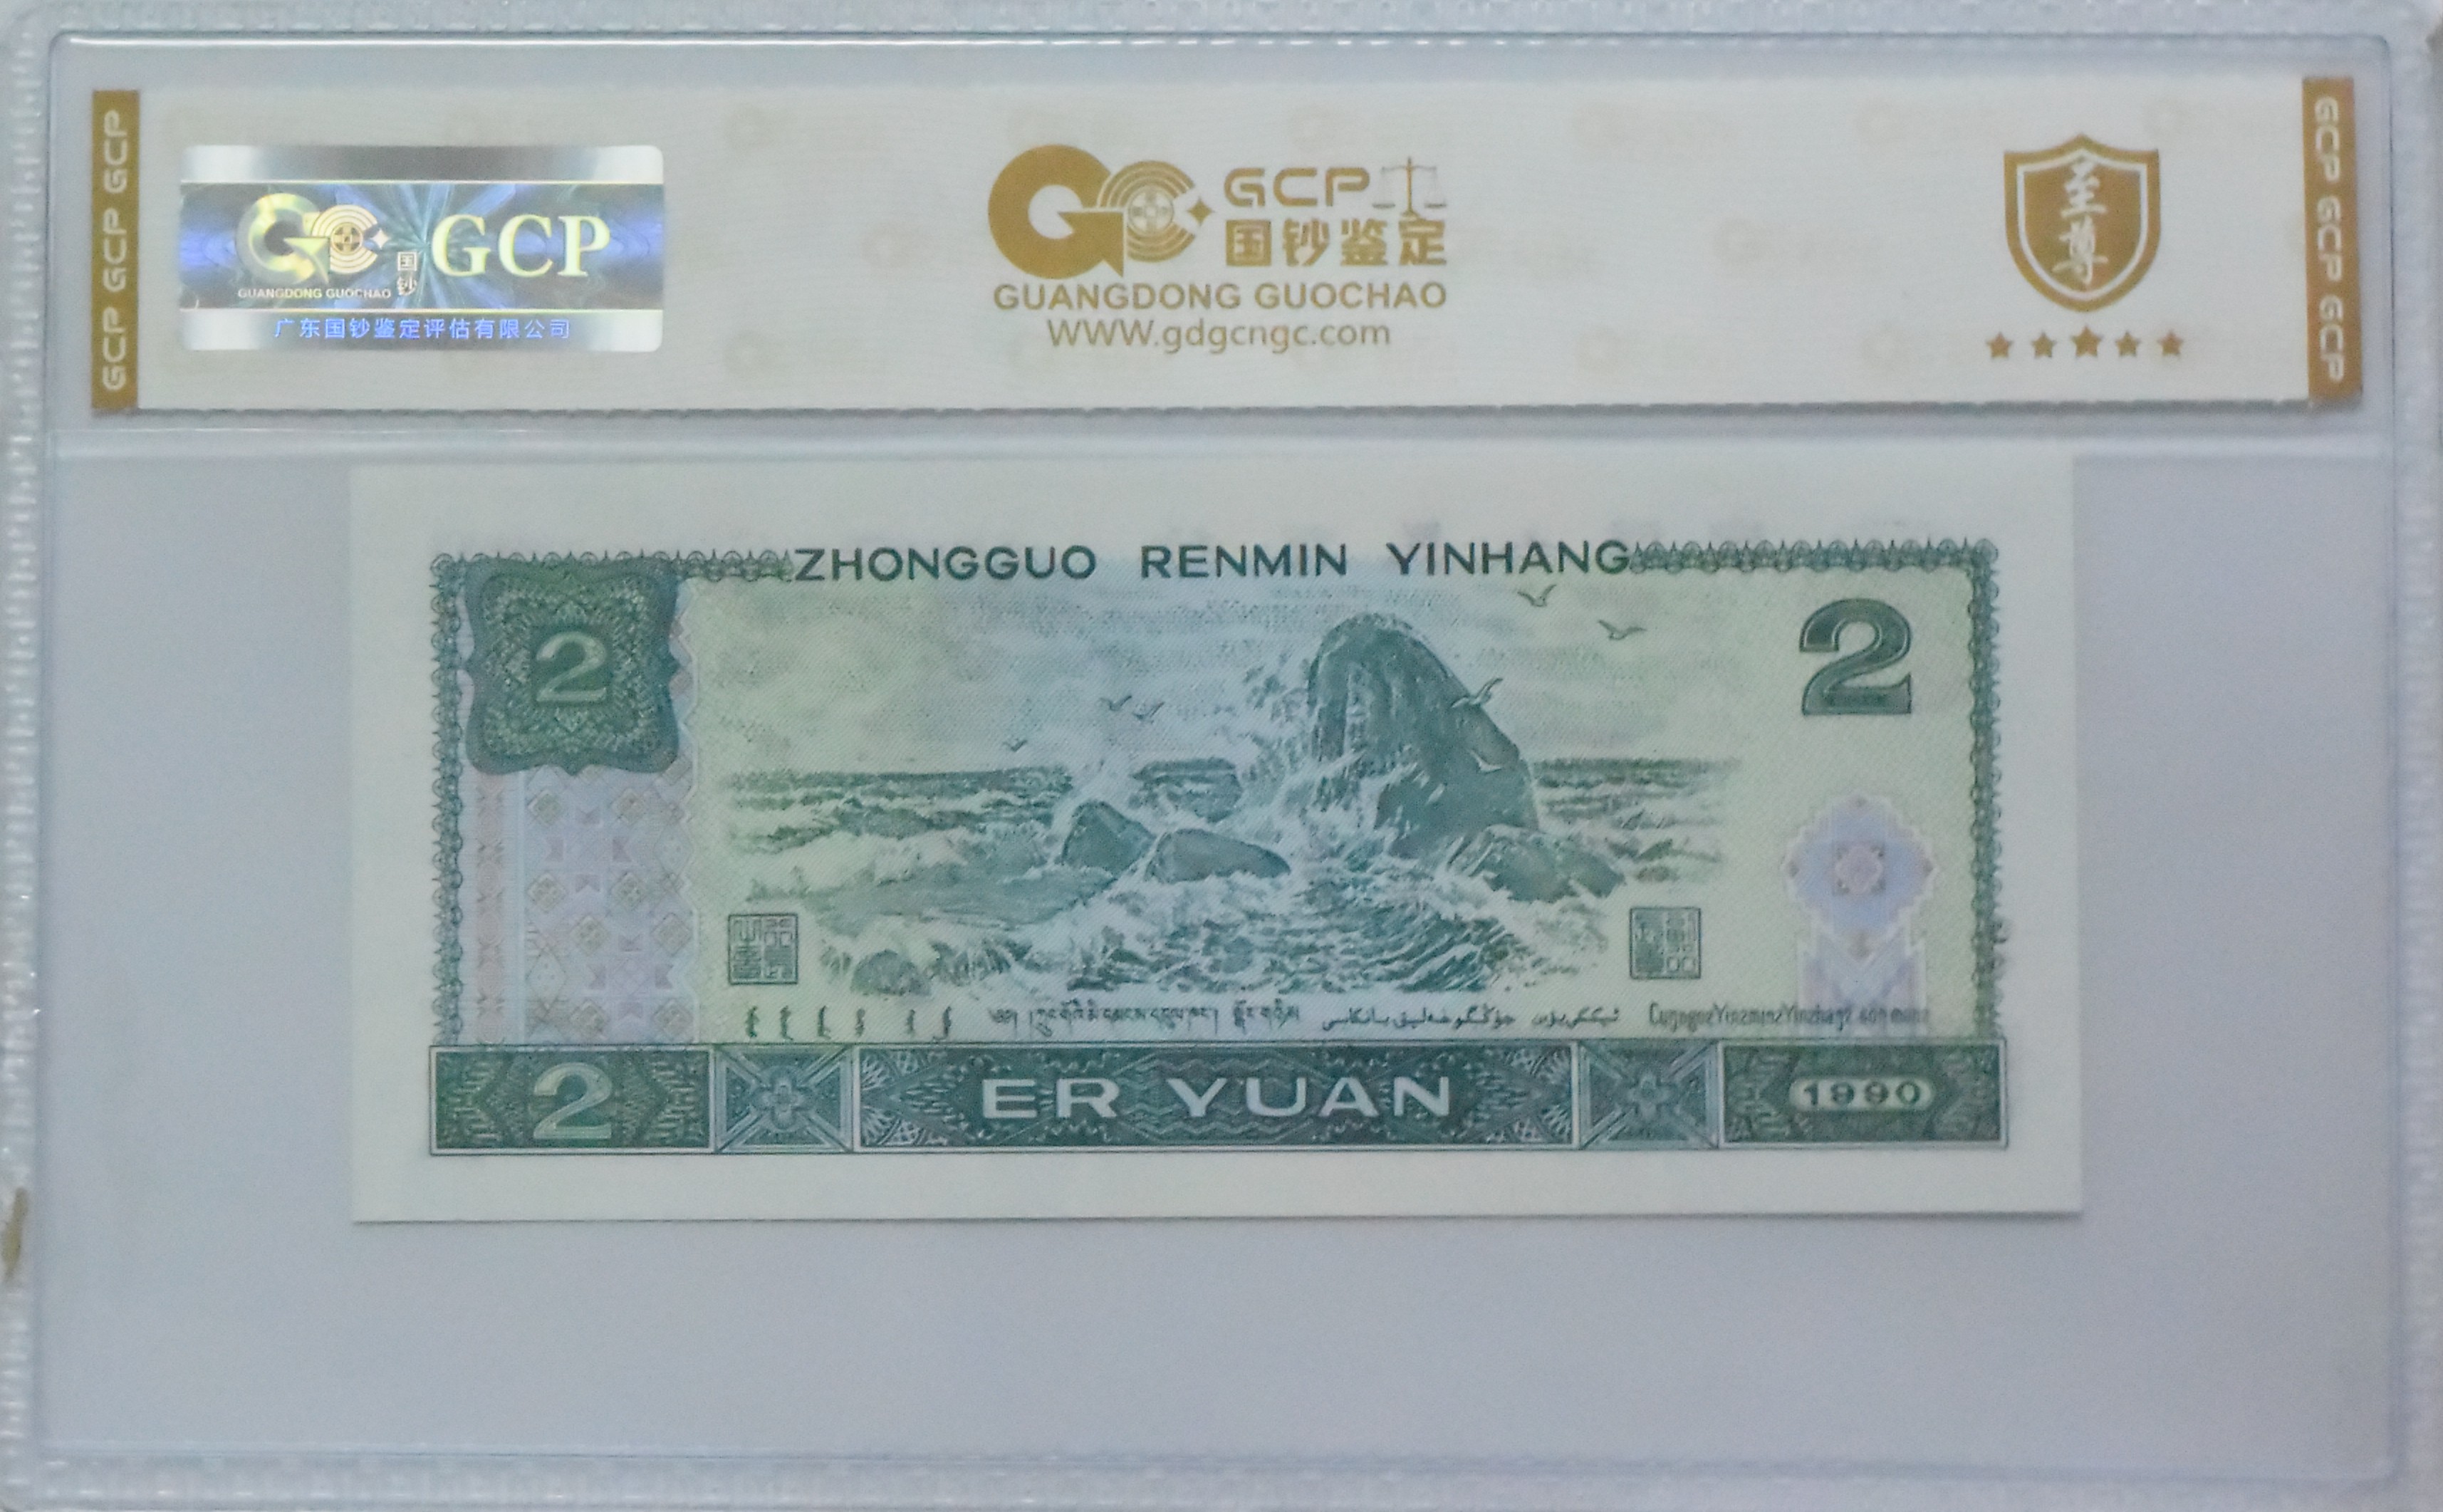 GCP GCP GCP
GCP
国
钞
GUANGDONG GUOCHAO
广东国钞鉴定评估有限公司
GCP
国钞鉴定
GUANGDONG GUOCHAO
WWW.gdgcngc.com
至尊
GCP GCP GCP
ZHONGGUO RENMIN YINHANG
2
2
2
ER YUAN
1990